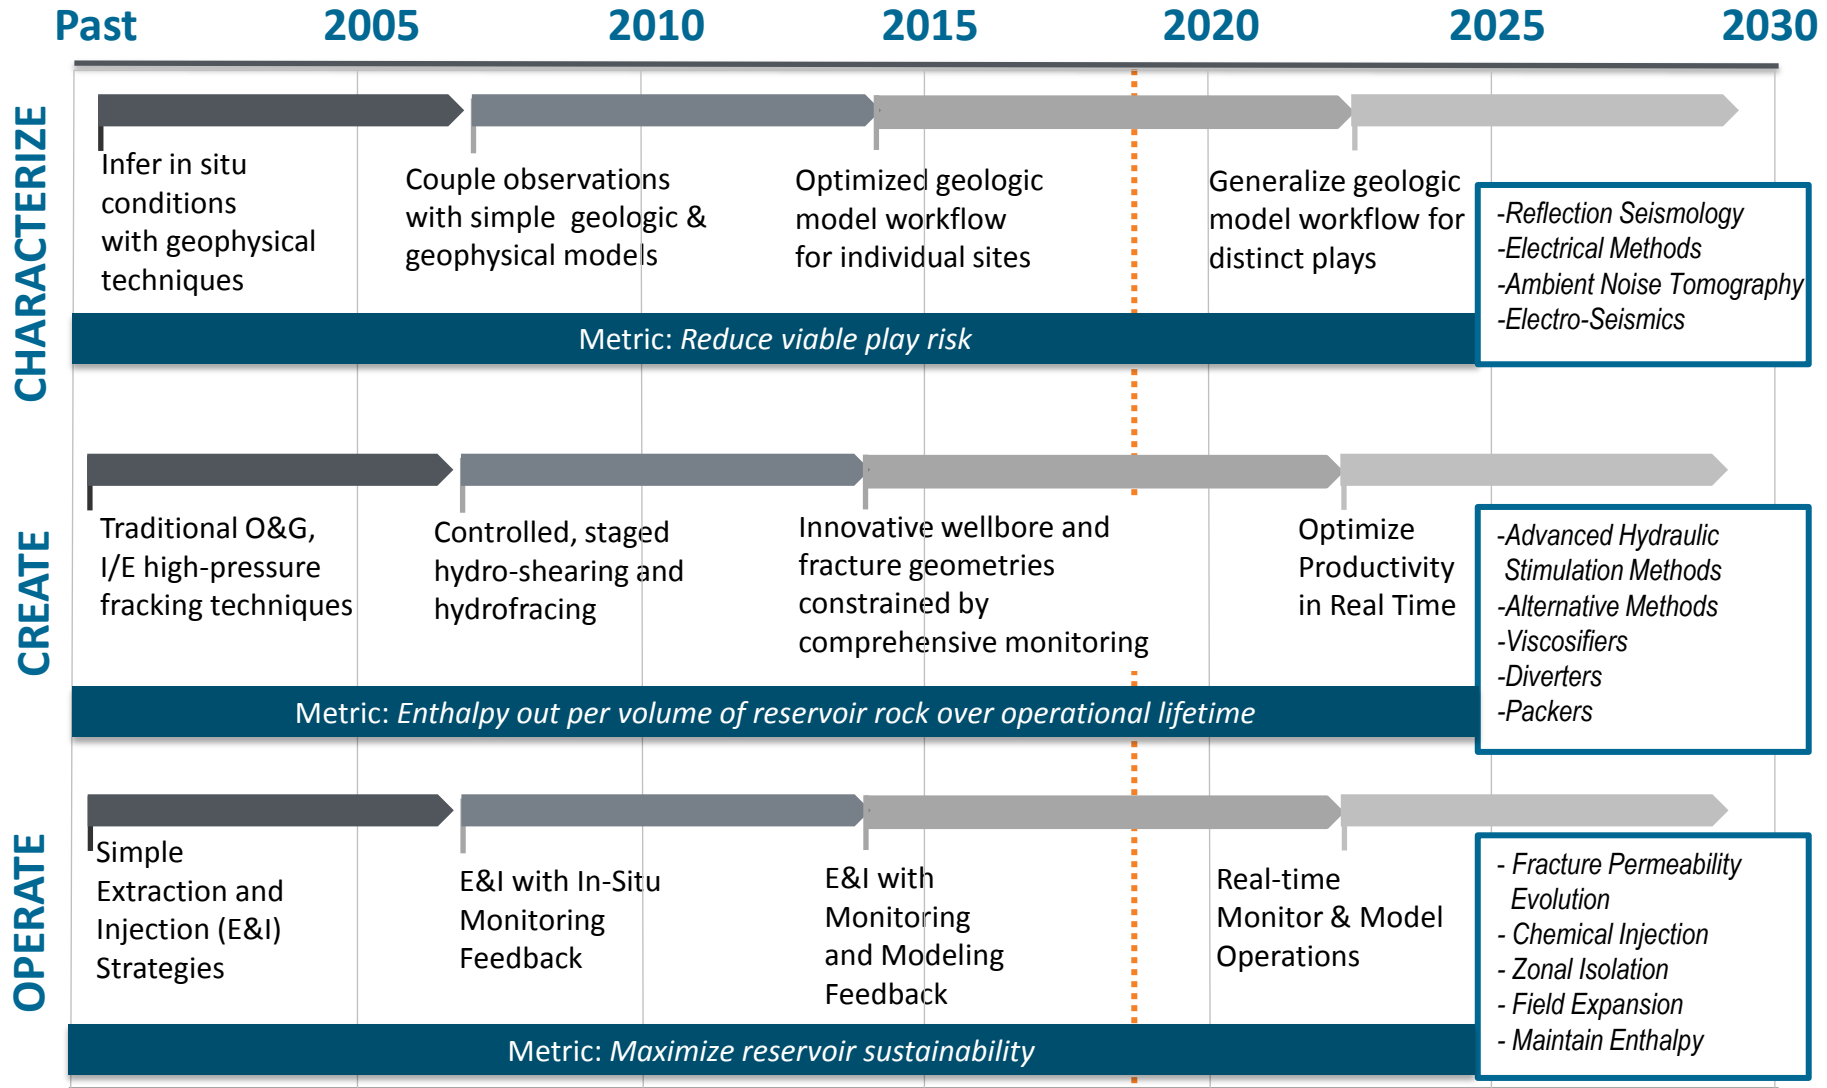 Past 2005 2010 2015 2020 2025 2030
CHARACTERIZE
Infer in situ
conditions
with geophysical
techniques
Couple observations
with simple geologic &
geophysical models
Optimized geologic
model workflow
for individual sites
Generalize geologic
model workflow for
distinct plays
-Reflection Seismology
-Electrical Methods
-Ambient Noise Tomography
-Electro-Seismics
Metric: Reduce viable play risk
CREATE
Traditional O&G,
I/E high-pressure
fracking techniques
Controlled, staged
hydro-shearing and
hydrofracing
Innovative wellbore and
fracture geometries
constrained by
comprehensive monitoring
Optimize
Productivity
in Real Time
-Advanced Hydraulic
Stimulation Methods
-Alternative Methods
-Viscosifiers
-Diverters
-Packers
Metric: Enthalpy out per volume of reservoir rock over operational lifetime
OPERATE
Simple
Extraction and
Injection (E&I)
Strategies
E&I with In-Situ
Monitoring
Feedback
E&I with
Monitoring
and Modeling
Feedback
Real-time
Monitor & Model
Operations
- Fracture Permeability
Evolution
- Chemical Injection
- Zonal Isolation
- Field Expansion
- Maintain Enthalpy
Metric: Maximize reservoir sustainability